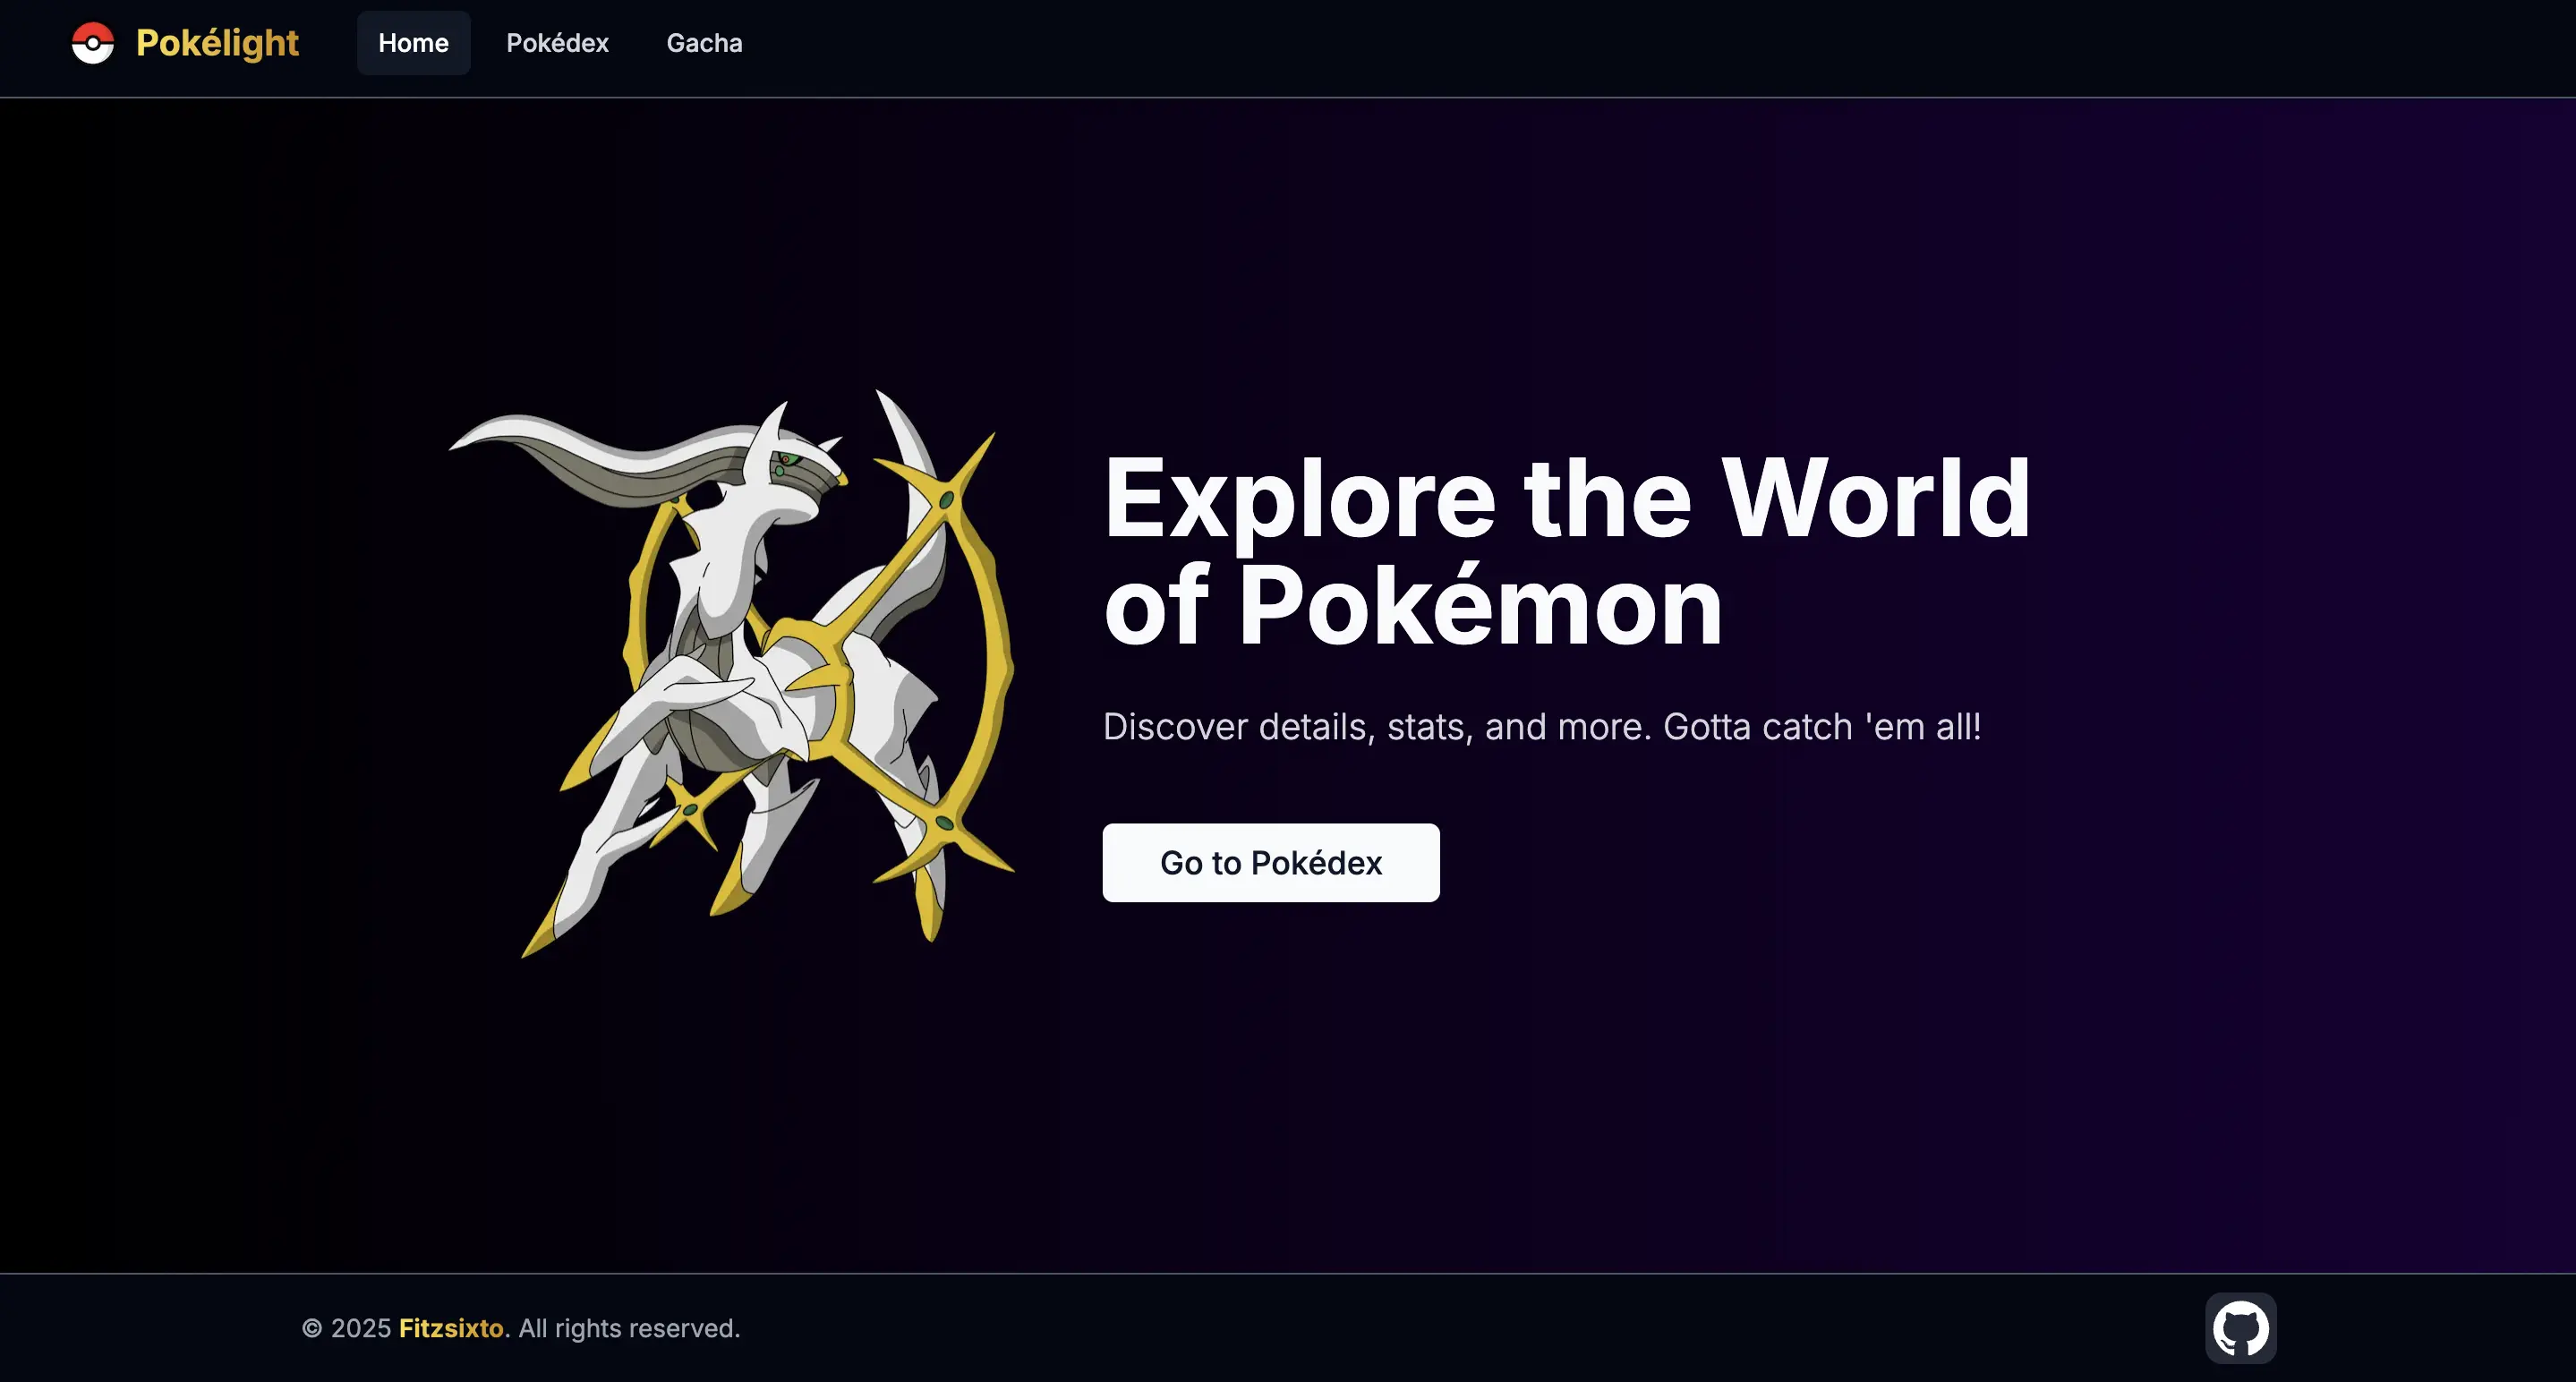 Pokélight
Home
Pokédex
Gacha
Explore the World
of Pokémon
Discover details, stats, and more. Gotta catch 'em all!
Go to Pokédex
© 2025 Fitzsixto. All rights reserved.